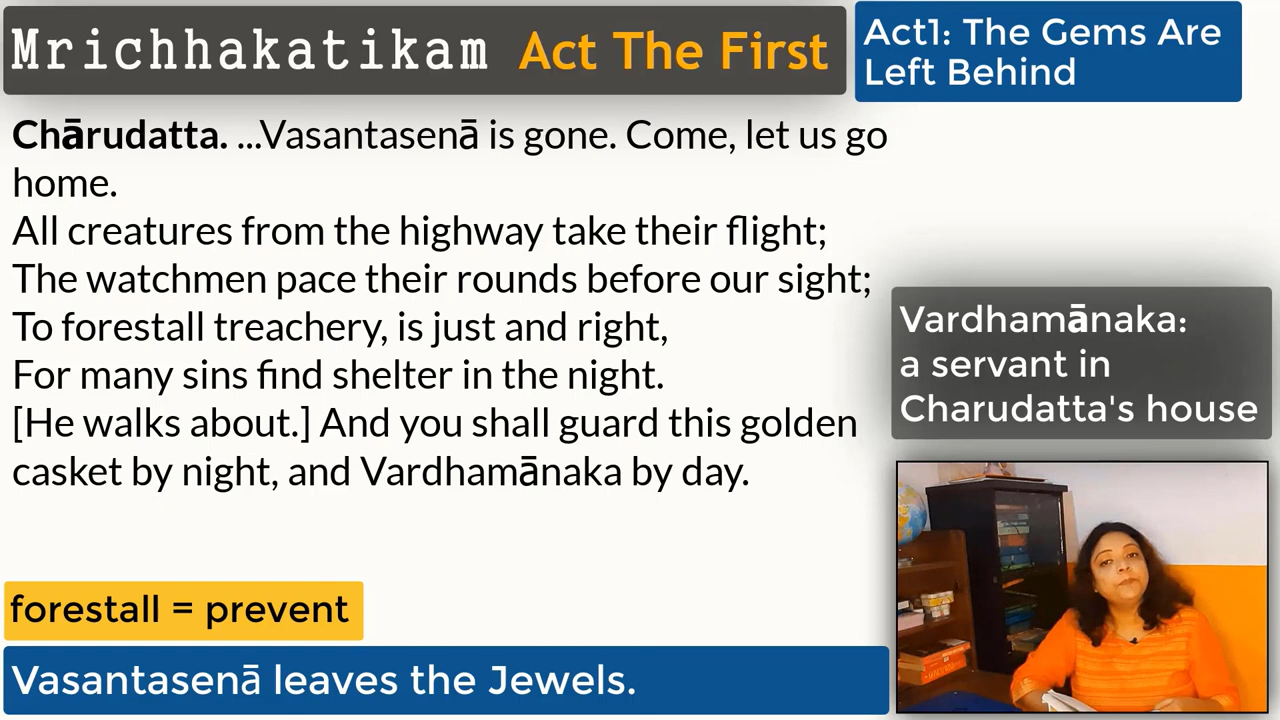 Mrichhakatikam Act The First
Act1: The Gems Are
Left Behind
Chārudatta. ...Vasantasenā is gone. Come, let us go
home.
All creatures from the highway take their flight;
The watchmen pace their rounds before our sight;
To forestall treachery, is just and right,
For many sins find shelter in the night.
[He walks about.] And you shall guard this golden
casket by night, and Vardhamānaka by day.
Vardhamānaka:
a servant in
Charudatta's house
forestall = prevent
Vasantasenā leaves the Jewels.